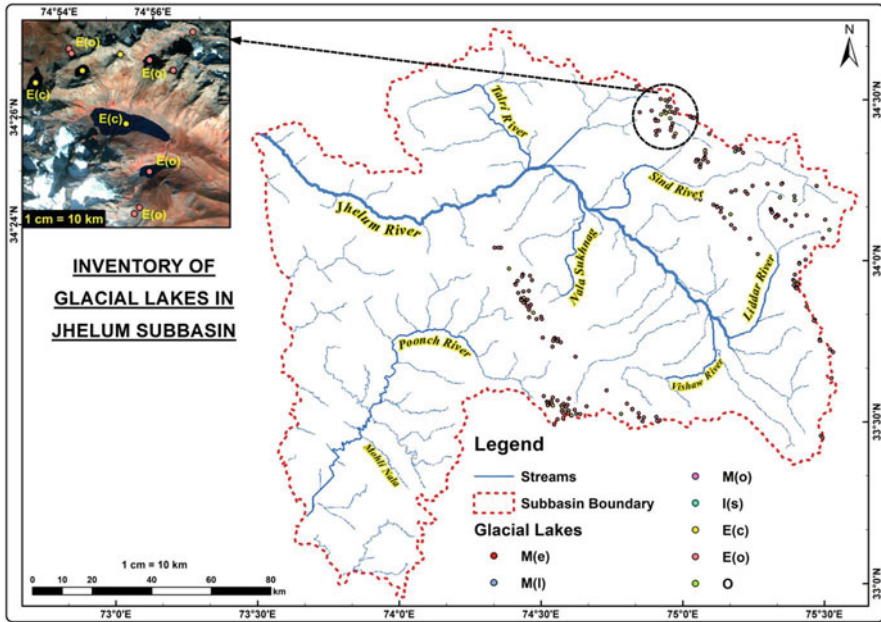 74°54'E 74°56'E
E(o)
E(o)
E(c)
E(c)
E(o)
E(o)
1 cm = 10 km
34°26'N
34°24'N
N
INVENTORY OF
GLACIAL LAKES IN
JHELUM SUBBASIN
Talri River
Jhelum River
Sind River
Nala Sukhnag
Liddar River
Poonch River
Vishaw River
Mohli Nala
34°30'N
34°0'N
33°30'N
33°0'N
Legend
Streams
Subbasin Boundary
Glacial Lakes
M(e)
M(l)
M(o)
I(s)
E(c)
E(o)
O
1 cm = 10 km
0 20 40 60 80
73°0'E 73°30'E 74°0'E 74°30'E 75°0'E 75°30'E